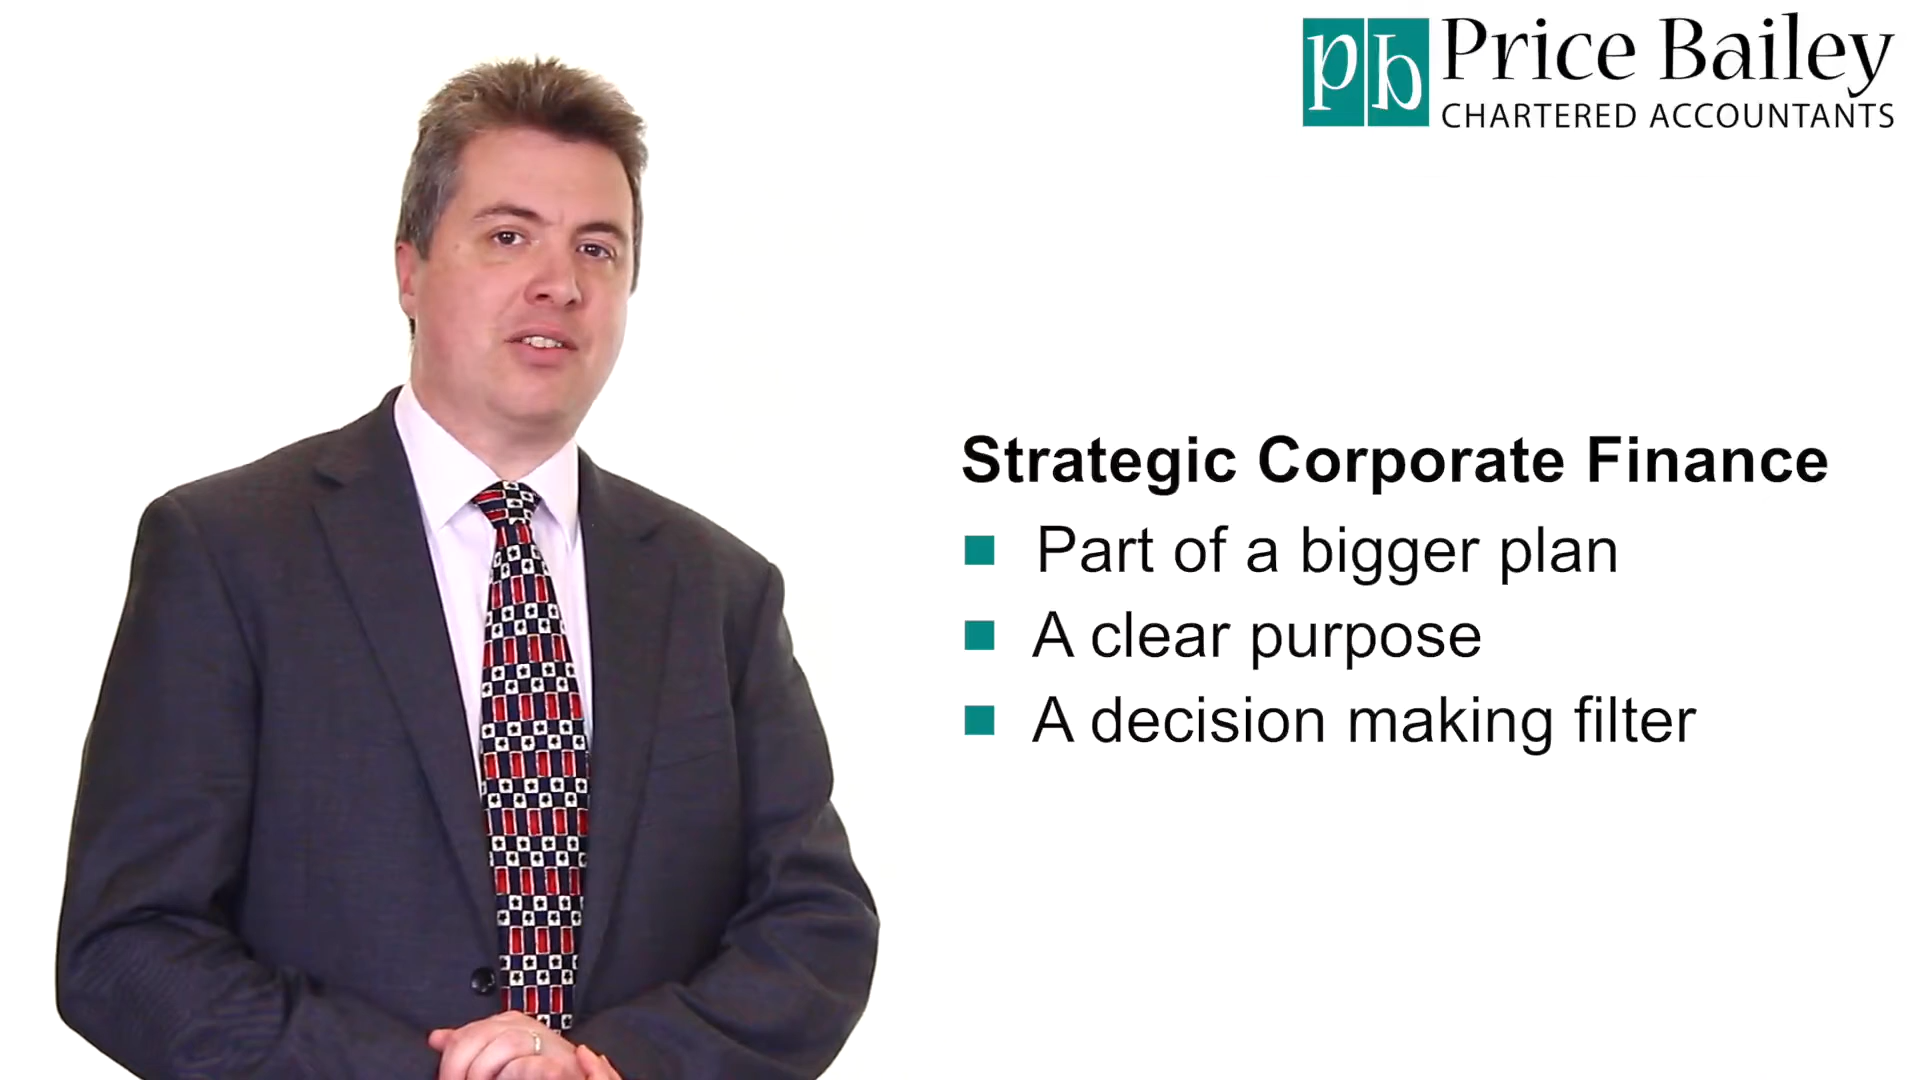 pb Price Bailey
CHARTERED ACCOUNTANTS
Strategic Corporate Finance
Part of a bigger plan
A clear purpose
A decision making filter